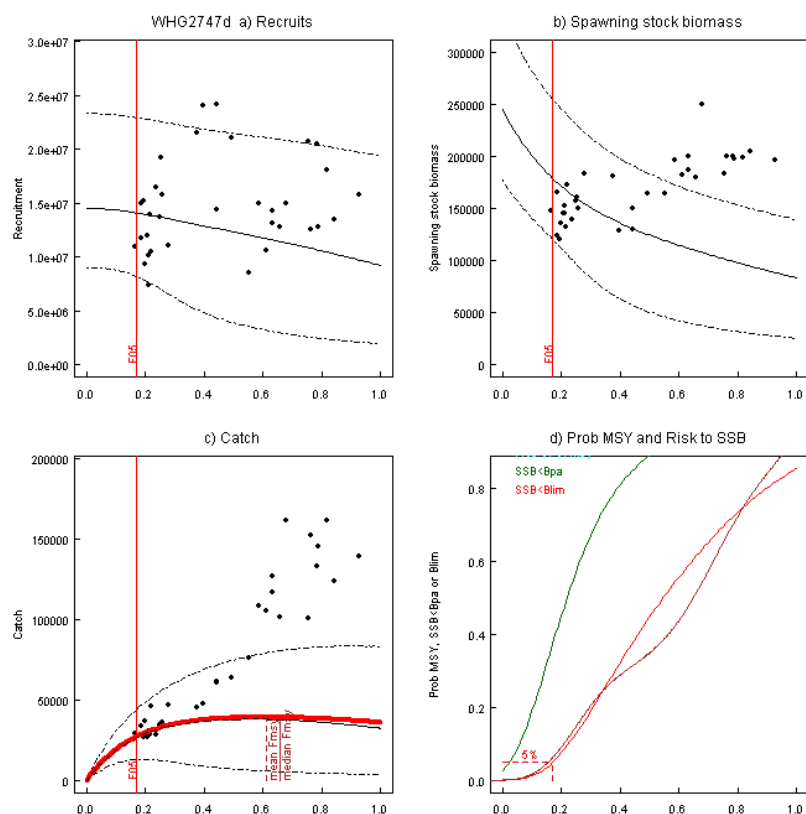 WHG2747d a) Recruits
3.0e+07
2.5e+07
2.0e+07
1.5e+07
1.0e+07
5.0e+06
0.0e+00
Recruitment
F05
0.0 0.2 0.4 0.6 0.8 1.0
b) Spawning stock biomass
300000
250000
200000
150000
100000
50000
0
Spawning stock biomass
F05
0.0 0.2 0.4 0.6 0.8 1.0
c) Catch
200000
150000
100000
50000
0
Catch
F05
mean Fmsy
median Fmsy
0.0 0.2 0.4 0.6 0.8 1.0
d) Prob MSY and Risk to SSB
SSB<Bpa
SSB<Blim
0.8
0.6
0.4
0.2
0.0
Prob MSY, SSB<Bpa or Blim
5%
0.0 0.2 0.4 0.6 0.8 1.0